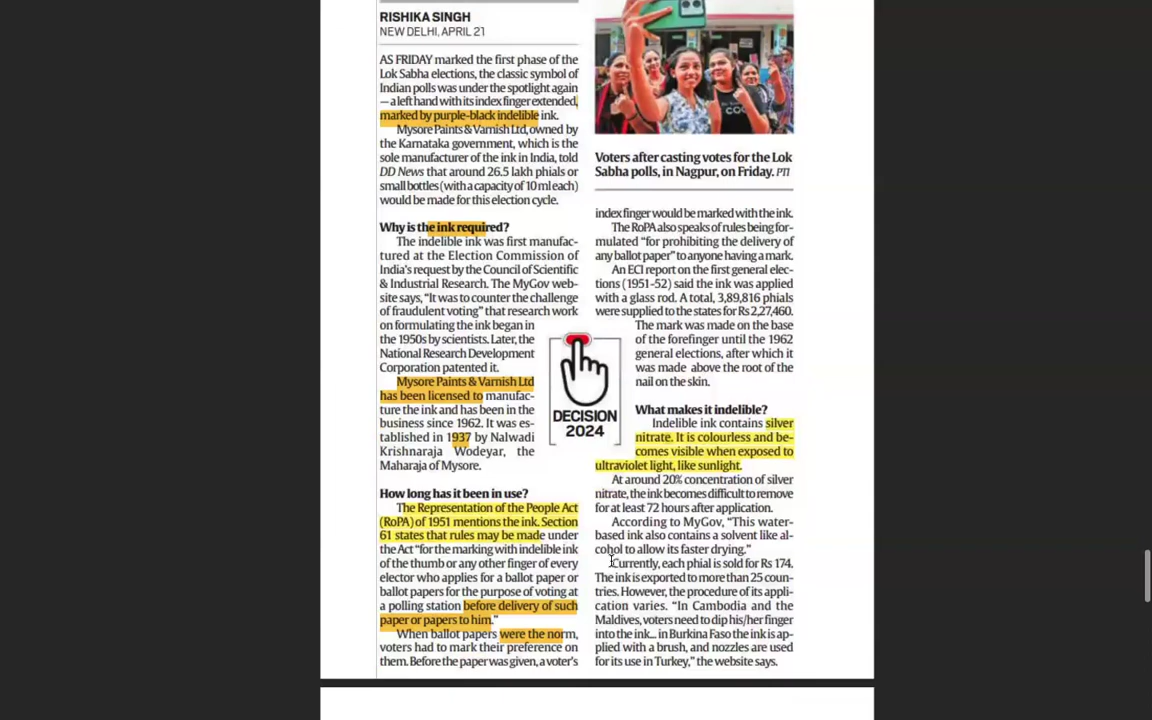 RISHIKA SINGH
NEW DELHI, APRIL 21
AS FRIDAY marked the first phase of the
Lok Sabha elections, the classic symbol of
Indian polls was under the spotlight again
— a left hand with its index finger extended,
marked by purple-black indelible ink.
Mysore Paints & Varnish Ltd, owned by
the Karnataka government, which is the
sole manufacturer of the ink in India, told
DD News that around 26.5 lakh phials or
small bottles (with a capacity of 10 ml each)
would be made for this election cycle.
Why is the ink required?
The indelible ink was first manufac-
tured at the Election Commission of
India's request by the Council of Scientific
& Industrial Research. The MyGov web-
site says, “It was to counter the challenge
of fraudulent voting” that research work
on formulating the ink began in
the 1950s by scientists. Later, the
National Research Development
Corporation patented it.
Mysore Paints & Varnish Ltd
has been licensed to manufac-
ture the ink and has been in the
business since 1962. It was es-
tablished in 1937 by Nalwadi
Krishnaraja Wodeyar, the
Maharaja of Mysore.
How long has it been in use?
The Representation of the People Act
(RoPA) of 1951 mentions the ink. Section
61 states that rules may be made under
the Act “for the marking with indelible ink
of the thumb or any other finger of every
elector who applies for a ballot paper or
ballot papers for the purpose of voting at
a polling station before delivery of such
paper or papers to him.”
When ballot papers were the norm,
voters had to mark their preference on
them. Before the paper was given, a voter's
Voters after casting votes for the Lok
Sabha polls, in Nagpur, on Friday. PTI
index finger would be marked with the ink.
The RoPA also speaks of rules being for-
mulated “for prohibiting the delivery of
any ballot paper” to anyone having a mark.
An ECI report on the first general elec-
tions (1951-52) said the ink was applied
with a glass rod. A total, 3,89,816 phials
were supplied to the states for Rs 2,27,460.
The mark was made on the base
of the forefinger until the 1962
general elections, after which it
was made above the root of the
nail on the skin.
DECISION
2024
What makes it indelible?
Indelible ink contains silver
nitrate. It is colourless and be-
comes visible when exposed to
ultraviolet light, like sunlight.
At around 20% concentration of silver
nitrate, the ink becomes difficult to remove
for at least 72 hours after application.
According to MyGov, “This water-
based ink also contains a solvent like al-
cohol to allow its faster drying.”
Currently, each phial is sold for Rs 174.
The ink is exported to more than 25 coun-
tries. However, the procedure of its appli-
cation varies. “In Cambodia and the
Maldives, voters need to dip his/her finger
into the ink... in Burkina Faso the ink is ap-
plied with a brush, and nozzles are used
for its use in Turkey,” the website says.